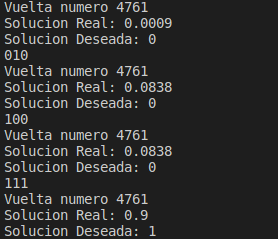 Vuelta numero 4761
Solucion Real: 0.0009
Solucion Deseada: 0
010
Vuelta numero 4761
Solucion Real: 0.0838
Solucion Deseada: 0
100
Vuelta numero 4761
Solucion Real: 0.0838
Solucion Deseada: 0
111
Vuelta numero 4761
Solucion Real: 0.9
Solucion Deseada: 1